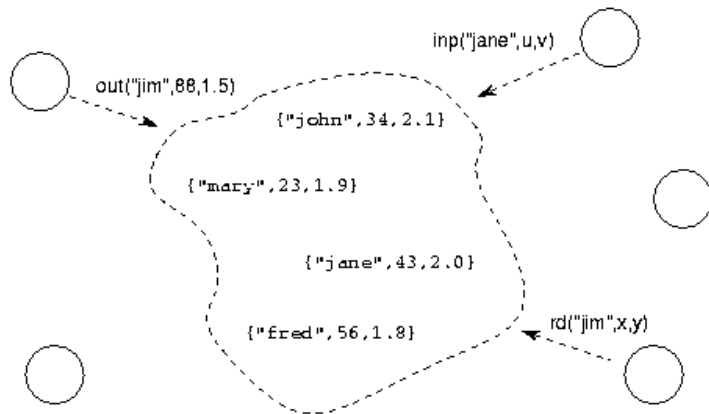 inp("jane",u,v)
out("jim",88,1.5)
{"john",34,2.1}
{"mary",23,1.9}
{"jane",43,2.0}
rd("jim",x,y)
{"fred",56,1.8}